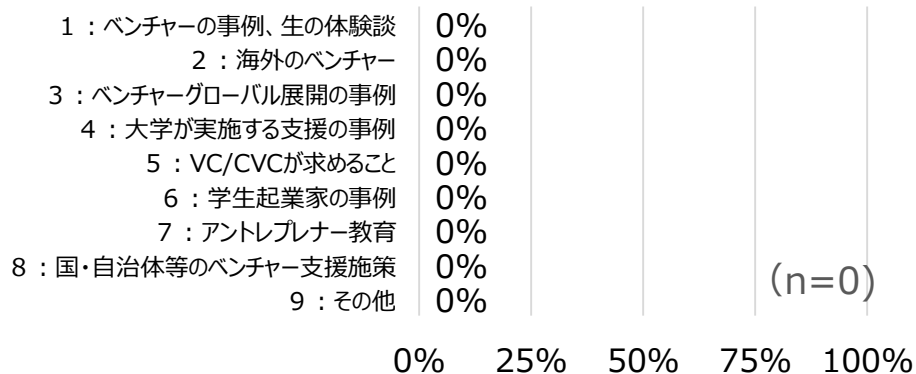 1 ：ベンチャーの事例、生の体験談 0%
2 ：海外のベンチャー 0%
3 ：ベンチャーグローバル展開の事例 0%
4 ：大学が実施する支援の事例 0%
5 ：VC/CVCが求めること 0%
6 ：学生起業家の事例 0%
7 ：アントレプレナー教育 0%
8 ：国・自治体等のベンチャー支援施策 0%
9 ：その他 0%
（n=0）
0% 25% 50% 75% 100%